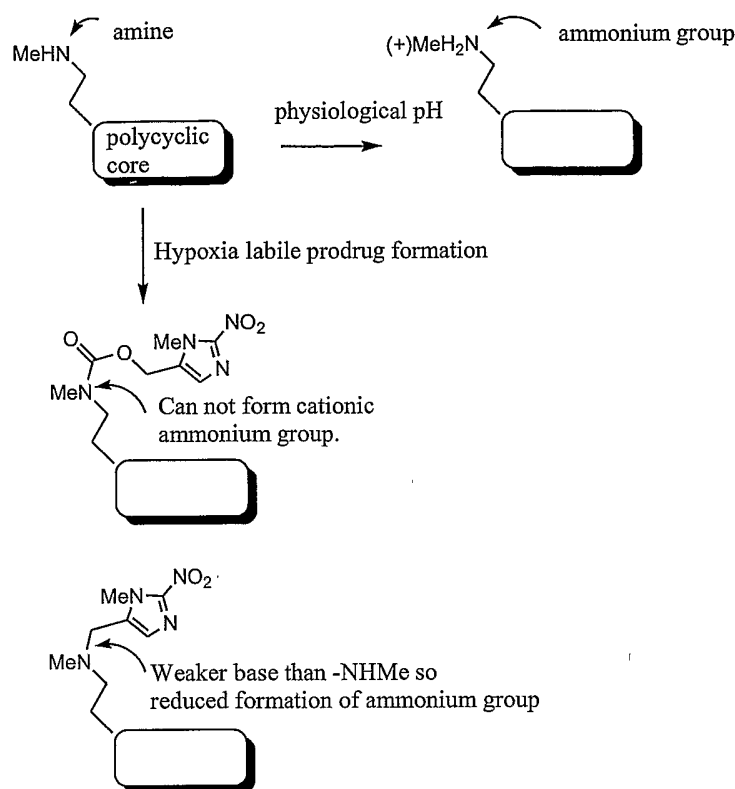 amine
MeHN
polycyclic
core
physiological pH
(+)MeH2N
ammonium group
Hypoxia labile prodrug formation
O
O
MeN
NO2
N
MeN
Can not form cationic
ammonium group.
NO2
MeN
N
MeN
Weaker base than -NHMe so
reduced formation of ammonium group